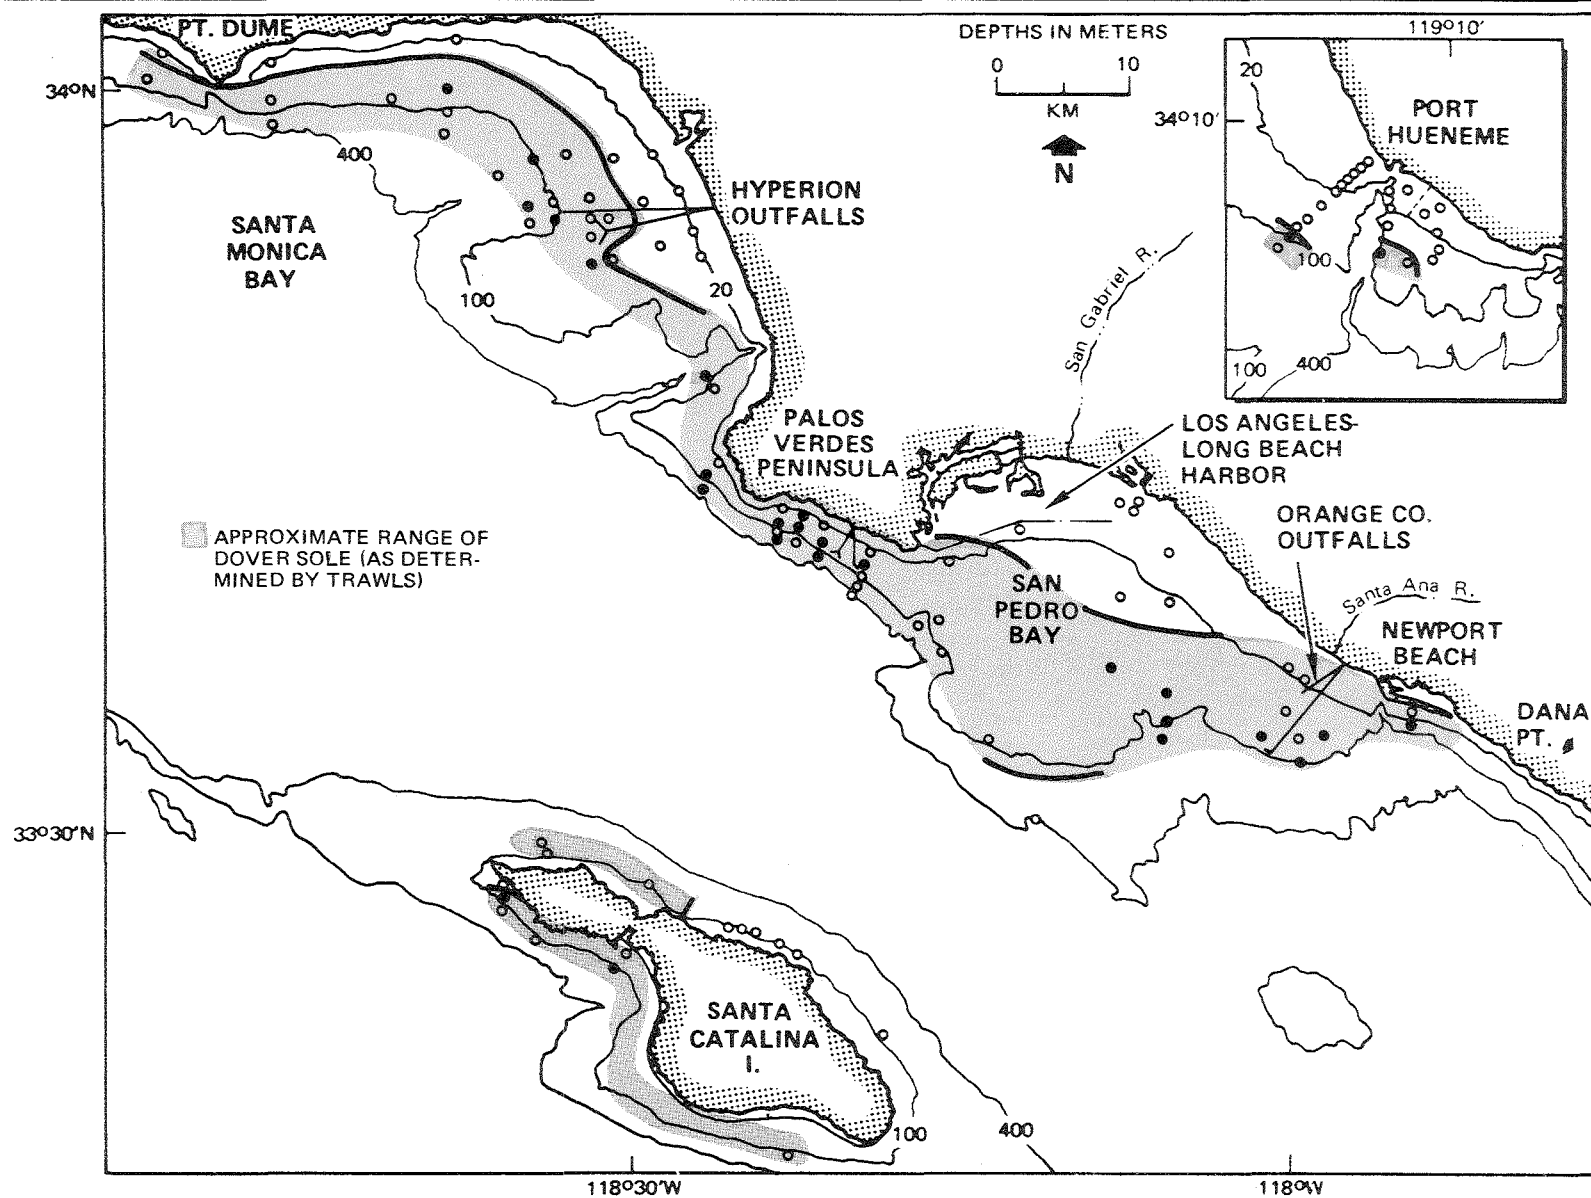 PT. DUME
DEPTHS IN METERS
0 10
KM
N
119°10'
20
34°10'
PORT
HUENEME
100
100
400
34°N
400
SANTA
MONICA
BAY
HYPERION
OUTFALLS
100
20
San Gabriel R.
PALOS
VERDES
PENINSULA
LOS ANGELES-
LONG BEACH
HARBOR
APPROXIMATE RANGE OF
DOVER SOLE (AS DETER-
MINED BY TRAWLS)
ORANGE CO.
OUTFALLS
SAN
PEDRO
BAY
Santa Ana R.
NEWPORT
BEACH
DANA
PT.
33°30'N
SANTA
CATALINA
I.
100
400
118°30'W
118°W